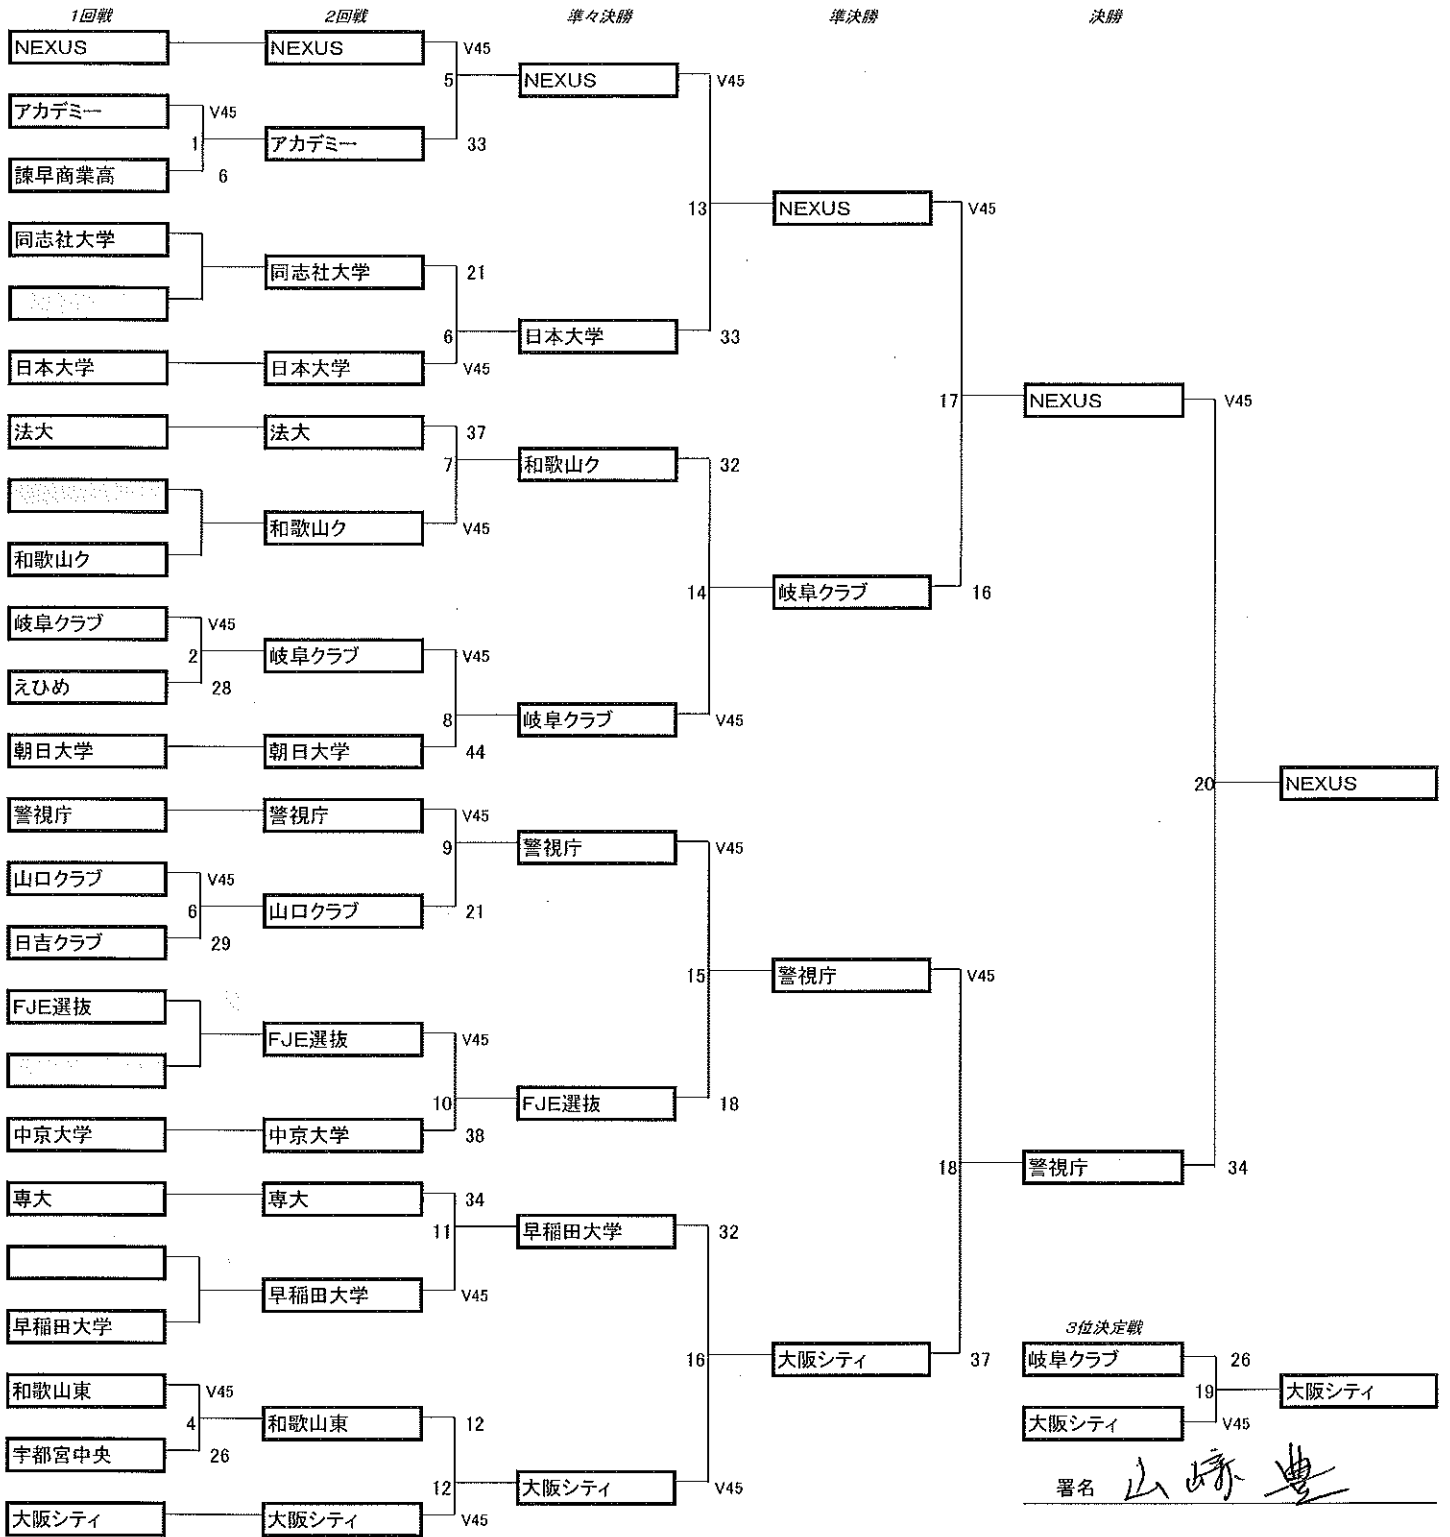 1回戦 2回戦 準々決勝 準決勝 決勝
NEXUS NEXUS V45
5 NEXUS V45
アカデミー V45
1 アカデミー 33
諫早商業高 6
13 NEXUS V45
同志社大学
同志社大学 21
6 日本大学 33
日本大学 日本大学 V45
17 NEXUS V45
法大 法大 37
7 和歌山ク 32
和歌山ク V45
和歌山ク
14 岐阜クラブ 16
岐阜クラブ V45
2 岐阜クラブ V45
えひめ 28
8 岐阜クラブ V45
朝日大学 朝日大学 44
20 NEXUS
警視庁 警視庁 V45
9 警視庁 V45
山口クラブ V45
6 山口クラブ 21
日吉クラブ 29
15 警視庁 V45
FJE選抜
FJE選抜 V45
10 FJE選抜 18
中京大学 中京大学 38
18 警視庁 34
専大 専大 34
11 早稲田大学 32
早稲田大学 V45
早稲田大学
3位決定戦
16 大阪シティ 37 岐阜クラブ 26
和歌山東 V45 19 大阪シティ
4 和歌山東 12 大阪シティ V45
宇都宮中央 26
12 大阪シティ V45
署名 山﨑 豊
大阪シティ 大阪シティ V45